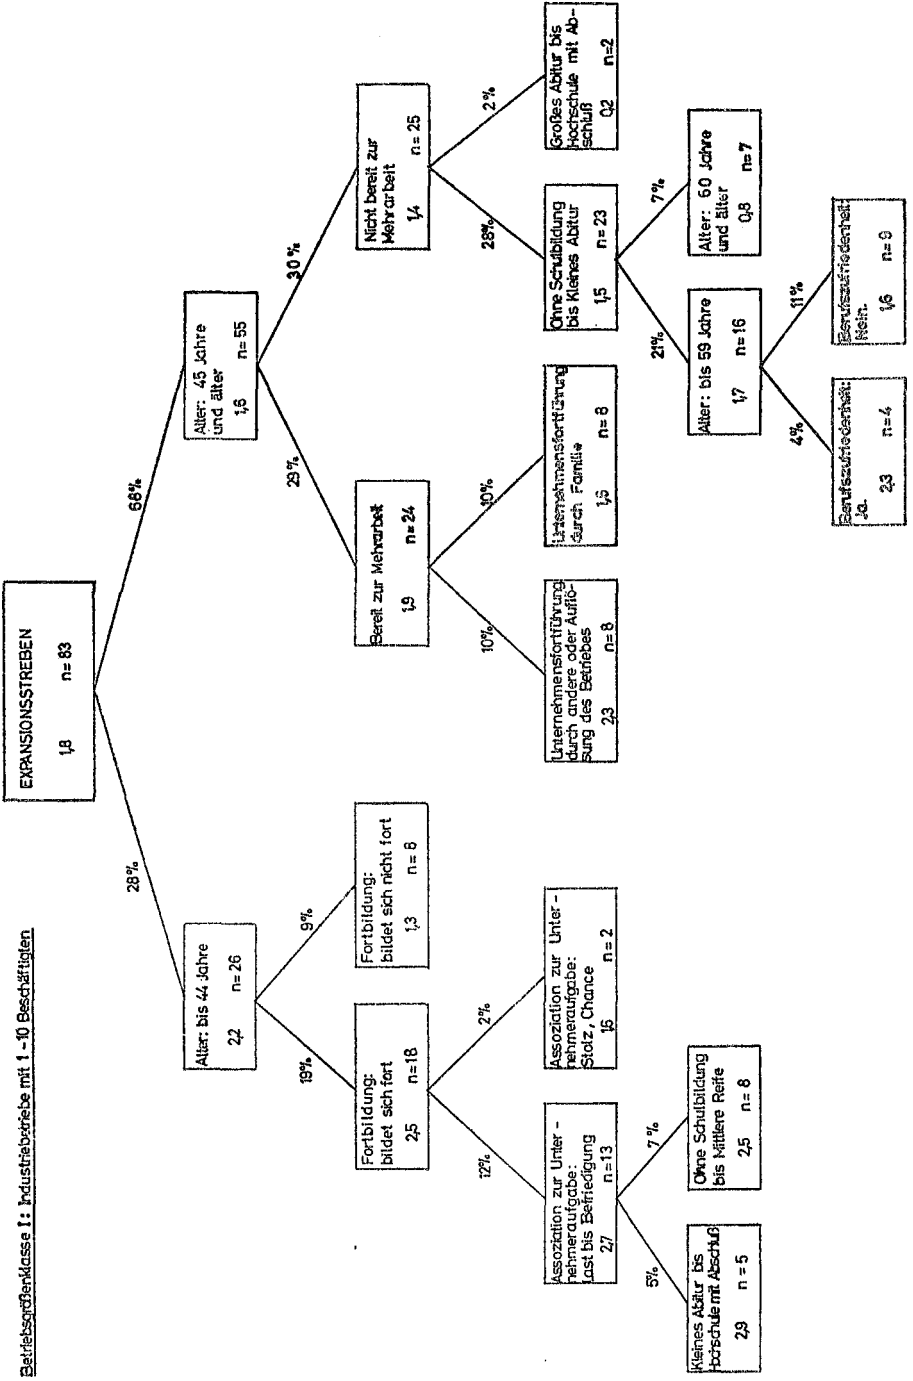 Betriebsgrößenklasse I: Industriebetriebe mit 1-10 Beschäftigten
EXPANSIONSSTREBEN
1,8 n=83
28%
68%
Alter: bis 44 Jahre
2,2 n=26
Alter: 45 Jahre
und älter
1,6 n=55
19%
9%
29%
30%
Fortbildung:
bildet sich fort
2,5 n=18
Fortbildung:
bildet sich nicht fort
1,3 n=8
Bereit zur Mehrarbeit
1,9 n=24
Nicht bereit zur
Mehrarbeit
1,4 n=25
12%
2%
10%
10%
28%
2%
Assoziation zur Unter-
nehmeraufgabe:
Last bis Befriedigung
2,7 n=13
Assoziation zur Unter-
nehmeraufgabe:
Stolz, Chance
1,6 n=2
Unternehmensfortführung
durch andere oder Auflö-
sung des Betriebes
2,3 n=8
Unternehmensfortführung
durch Familie
1,6 n=8
Ohne Schulbildung
bis Kleines Abitur
1,5 n=23
Großes Abitur bis
Hochschule mit Ab-
schluß
0,2 n=2
5%
7%
21%
7%
Kleines Abitur bis
Hochschule mit Abschluß
2,9 n=5
Ohne Schulbildung
bis Mittlere Reife
2,5 n=8
Alter: bis 59 Jahre
1,7 n=16
Alter: 60 Jahre
und älter
0,8 n=7
4%
11%
Berufszufriedenheit:
Ja.
2,3 n=4
Berufszufriedenheit:
Nein.
1,6 n=9